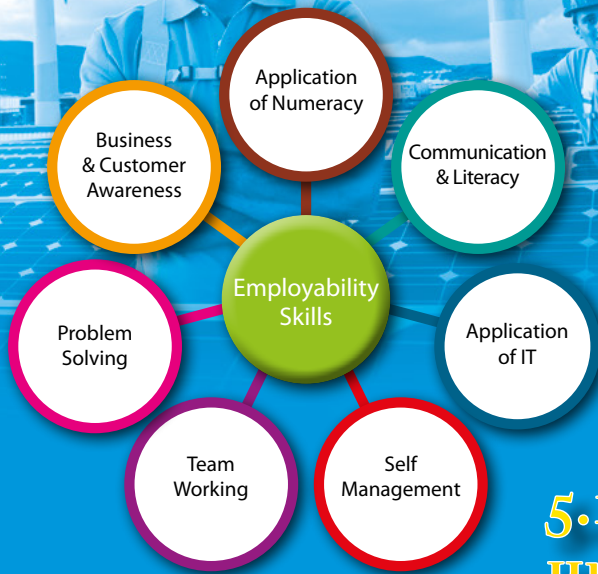 Application
of Numeracy
Communication
& Literacy
Application
of IT
Self
Management
Team
Working
Problem
Solving
Business
& Customer
Awareness
Employability
Skills
5.